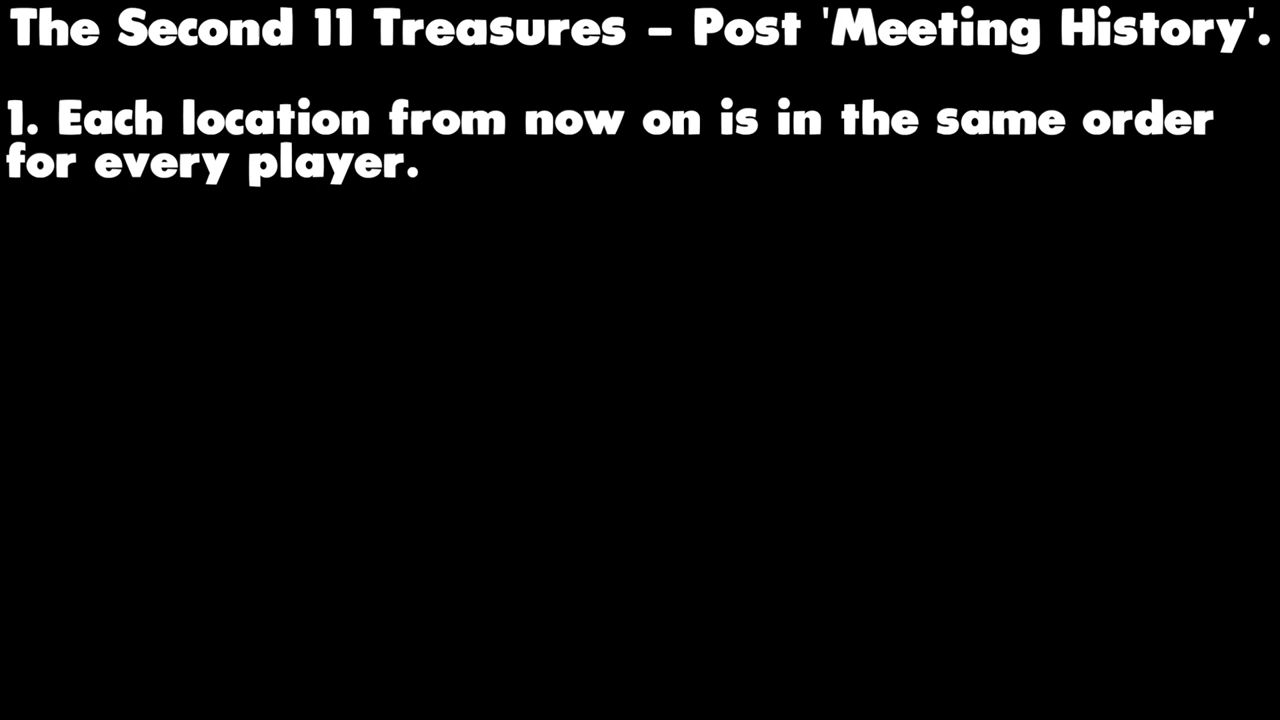 The Second 11 Treasures – Post 'Meeting History'.
1. Each location from now on is in the same order
for every player.